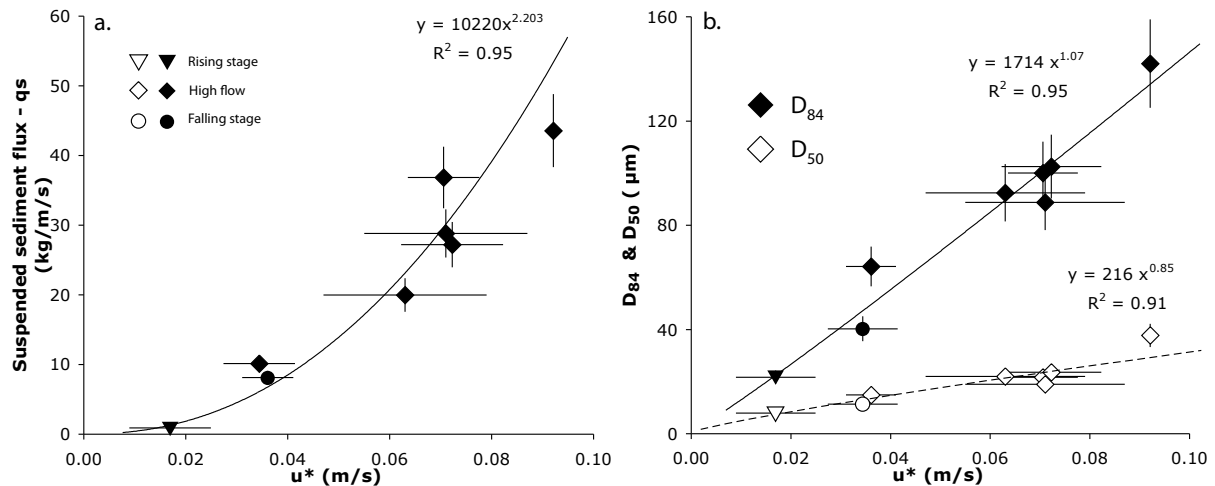 a.
y = 10220x^2.203
R² = 0.95
Rising stage
High flow
Falling stage
Suspended sediment flux - qs
(kg/m/s)
60
50
40
30
20
10
0
0.00 0.02 0.04 0.06 0.08 0.10
u* (m/s)
b.
y = 1714 x^1.07
R² = 0.95
D₈₄
D₅₀
y = 216 x^0.85
R² = 0.91
D₈₄ & D₅₀ (µm)
160
120
80
40
0
0.00 0.02 0.04 0.06 0.08 0.10
u* (m/s)